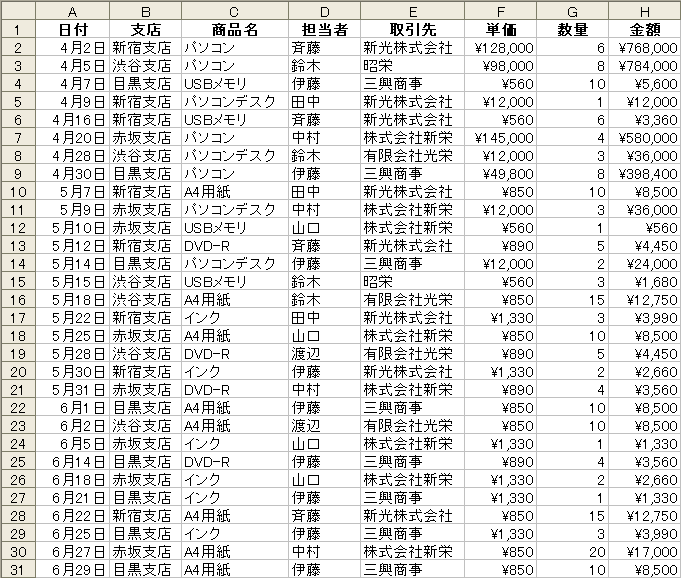 A B C D E F G H
1 日付 支店 商品名 担当者 取引先 単価 数量 金額
2 4月2日 新宿支店 パソコン 斉藤 新光株式会社 ¥128,000 6 ¥768,000
3 4月5日 渋谷支店 パソコン 鈴木 昭栄 ¥98,000 8 ¥784,000
4 4月7日 目黒支店 USBメモリ 伊藤 三興商事 ¥560 10 ¥5,600
5 4月9日 新宿支店 パソコンデスク 田中 新光株式会社 ¥12,000 1 ¥12,000
6 4月16日 新宿支店 USBメモリ 斉藤 新光株式会社 ¥560 6 ¥3,360
7 4月20日 赤坂支店 パソコン 中村 株式会社新栄 ¥145,000 4 ¥580,000
8 4月28日 渋谷支店 パソコンデスク 鈴木 有限会社光栄 ¥12,000 3 ¥36,000
9 4月30日 目黒支店 パソコン 伊藤 三興商事 ¥49,800 8 ¥398,400
10 5月7日 新宿支店 A4用紙 田中 新光株式会社 ¥850 10 ¥8,500
11 5月9日 赤坂支店 パソコンデスク 中村 株式会社新栄 ¥12,000 3 ¥36,000
12 5月10日 赤坂支店 USBメモリ 山口 株式会社新栄 ¥560 1 ¥560
13 5月12日 新宿支店 DVD-R 斉藤 新光株式会社 ¥890 5 ¥4,450
14 5月14日 目黒支店 パソコンデスク 伊藤 三興商事 ¥12,000 2 ¥24,000
15 5月15日 渋谷支店 USBメモリ 鈴木 昭栄 ¥560 3 ¥1,680
16 5月18日 渋谷支店 A4用紙 鈴木 有限会社光栄 ¥850 15 ¥12,750
17 5月22日 新宿支店 インク 田中 新光株式会社 ¥1,330 3 ¥3,990
18 5月25日 赤坂支店 A4用紙 山口 株式会社新栄 ¥850 10 ¥8,500
19 5月28日 渋谷支店 DVD-R 渡辺 有限会社光栄 ¥890 5 ¥4,450
20 5月30日 新宿支店 インク 伊藤 新光株式会社 ¥1,330 2 ¥2,660
21 5月31日 赤坂支店 DVD-R 中村 株式会社新栄 ¥890 4 ¥3,560
22 6月1日 目黒支店 A4用紙 伊藤 三興商事 ¥850 10 ¥8,500
23 6月2日 渋谷支店 A4用紙 渡辺 有限会社光栄 ¥850 10 ¥8,500
24 6月5日 赤坂支店 インク 山口 株式会社新栄 ¥1,330 1 ¥1,330
25 6月14日 目黒支店 DVD-R 伊藤 三興商事 ¥890 4 ¥3,560
26 6月18日 赤坂支店 インク 山口 株式会社新栄 ¥1,330 2 ¥2,660
27 6月21日 目黒支店 インク 伊藤 三興商事 ¥1,330 1 ¥1,330
28 6月22日 新宿支店 A4用紙 斉藤 新光株式会社 ¥850 15 ¥12,750
29 6月25日 目黒支店 インク 伊藤 三興商事 ¥1,330 3 ¥3,990
30 6月27日 赤坂支店 A4用紙 中村 株式会社新栄 ¥850 20 ¥17,000
31 6月29日 目黒支店 A4用紙 伊藤 三興商事 ¥850 10 ¥8,500